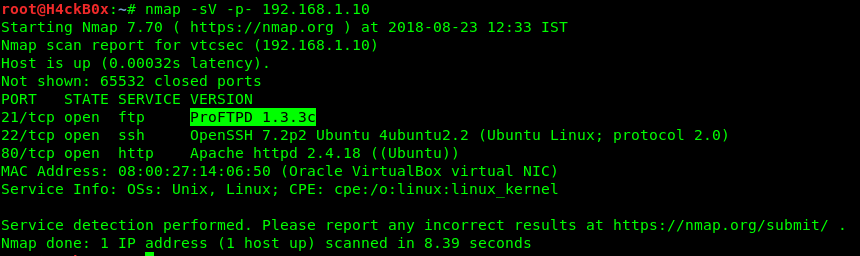 root@H4ckB0x:~# nmap -sV -p- 192.168.1.10
Starting Nmap 7.70 ( https://nmap.org ) at 2018-08-23 12:33 IST
Nmap scan report for vtcsec (192.168.1.10)
Host is up (0.00032s latency).
Not shown: 65532 closed ports
PORT   STATE SERVICE VERSION
21/tcp open  ftp     ProFTPD 1.3.3c
22/tcp open  ssh     OpenSSH 7.2p2 Ubuntu 4ubuntu2.2 (Ubuntu Linux; protocol 2.0)
80/tcp open  http    Apache httpd 2.4.18 ((Ubuntu))
MAC Address: 08:00:27:14:06:50 (Oracle VirtualBox virtual NIC)
Service Info: OSs: Unix, Linux; CPE: cpe:/o:linux:linux_kernel
Service detection performed. Please report any incorrect results at https://nmap.org/submit/ .
Nmap done: 1 IP address (1 host up) scanned in 8.39 seconds